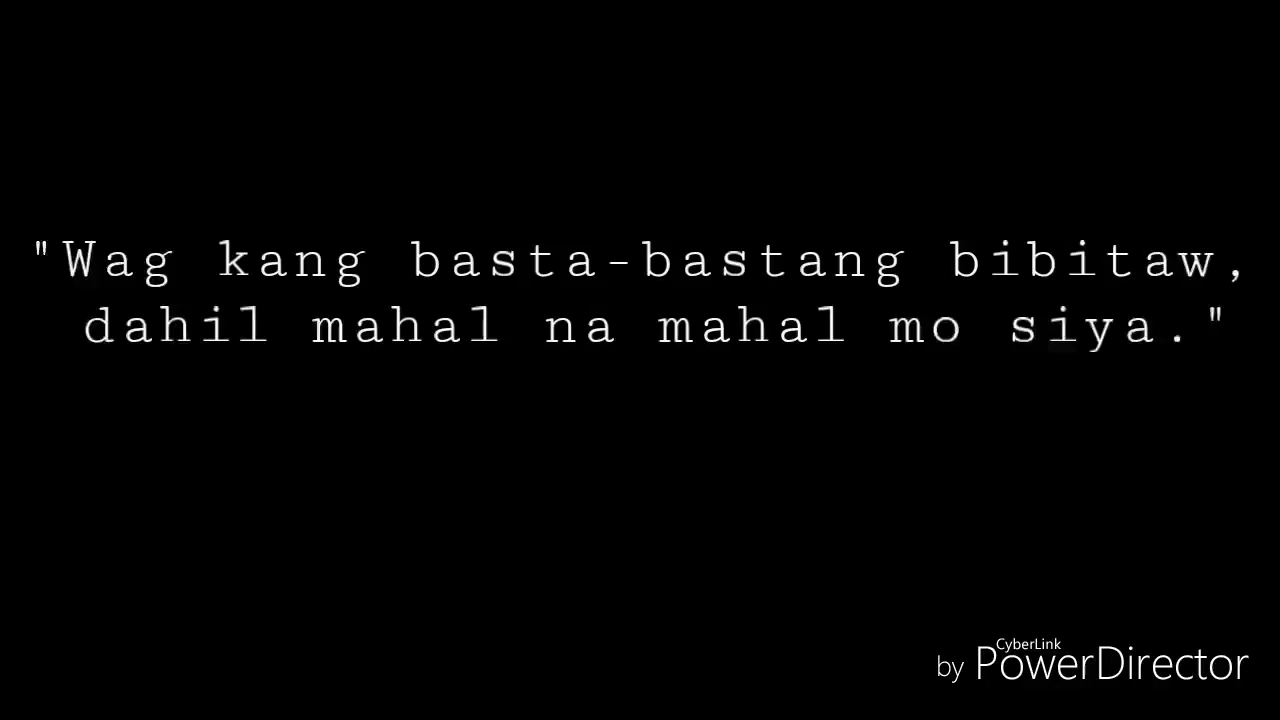 "Wag kang basta-bastang bibitaw,
dahil mahal na mahal mo siya."
CyberLink
by PowerDirector